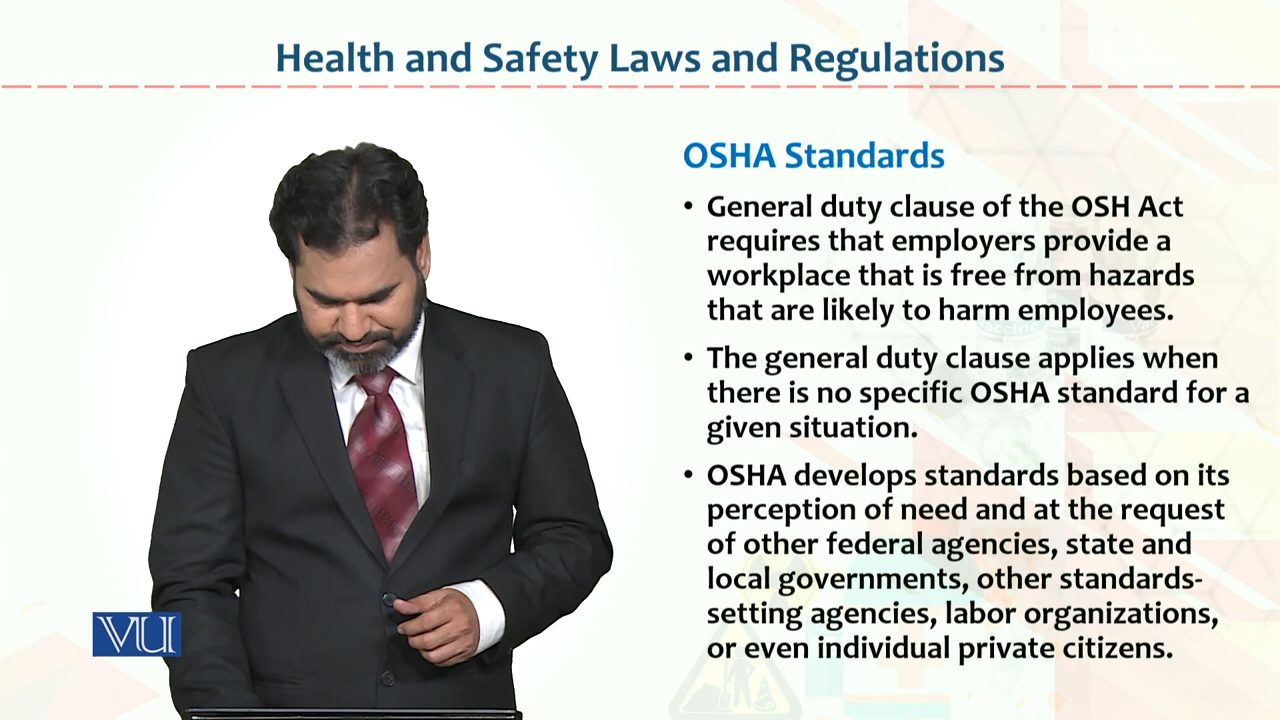 Health and Safety Laws and Regulations
OSHA Standards
• General duty clause of the OSH Act
requires that employers provide a
workplace that is free from hazards
that are likely to harm employees.
• The general duty clause applies when
there is no specific OSHA standard for a
given situation.
• OSHA develops standards based on its
perception of need and at the request
of other federal agencies, state and
local governments, other standards-
setting agencies, labor organizations,
or even individual private citizens.
VU